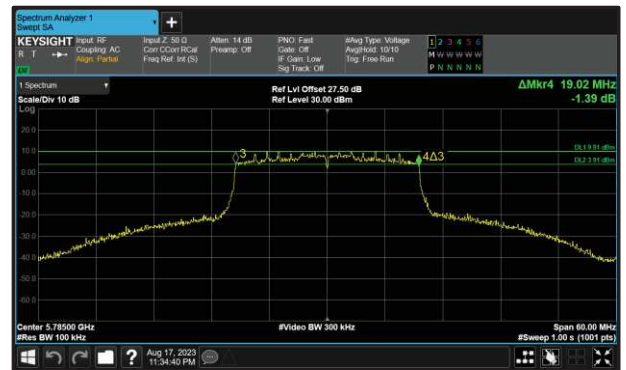 Spectrum Analyzer 1
Swept SA
KEYSIGHT Input: RF Input Z: 50 Ω Atten: 14 dB PNO: Fast #Avg Type: Voltage 1 2 3 4 5 6
R T Coupling: AC Corr CCorr RCal Preamp: Off Gate: Off Avg|Hold: 10/10 M W W W W W
Align: Partial Freq Ref: Int (S) IF Gain: Low Trig: Free Run
Sig Track: Off P N N N N N
1 Spectrum Ref Lvl Offset 27.50 dB ΔMkr4 19.02 MHz
Scale/Div 10 dB Ref Level 30.00 dBm -1.39 dB
Log
20.0
10.0 3 4Δ3 DL1 9.91 dBm
DL2 3.91 dBm
0.00
-10.0
-20.0
-30.0
-40.0
-50.0
-60.0
Center 5.78500 GHz #Video BW 300 kHz Span 60.00 MHz
#Res BW 100 kHz #Sweep 1.00 s (1001 pts)
? Aug 17, 2023
11:34:40 PM